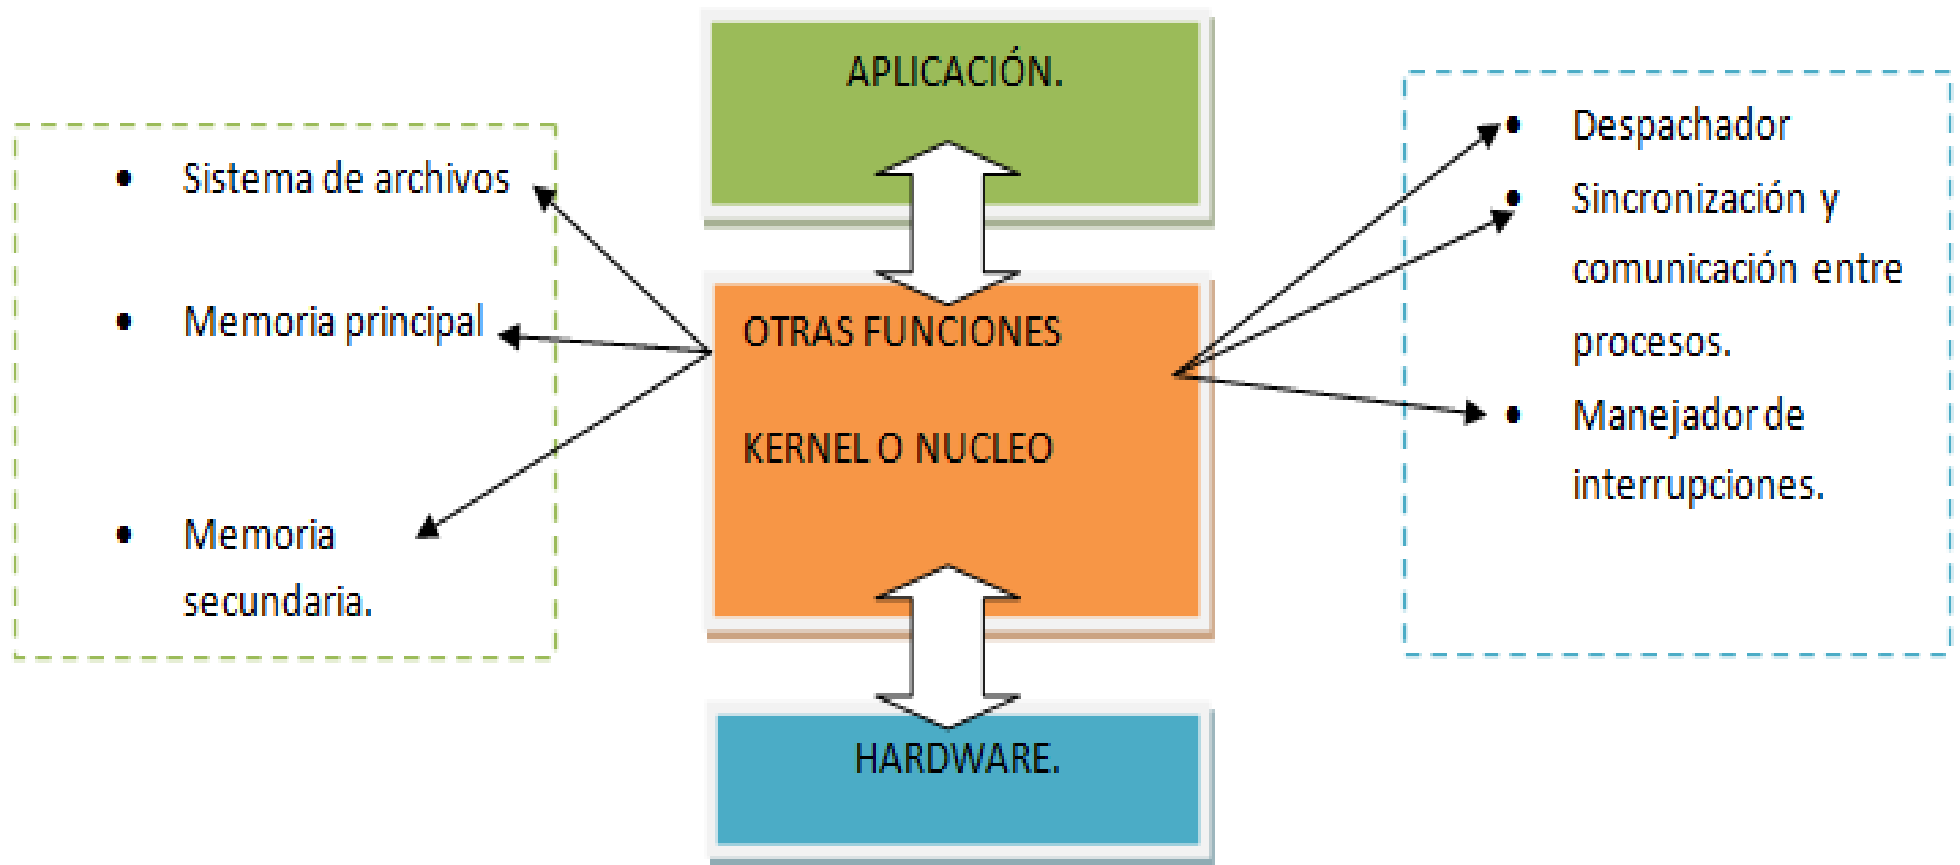 APLICACIÓN.
• Sistema de archivos
• Memoria principal
• Memoria
secundaria.
OTRAS FUNCIONES
KERNEL O NUCLEO
• Despachador
• Sincronización y
comunicación entre
procesos.
• Manejador de
interrupciones.
HARDWARE.